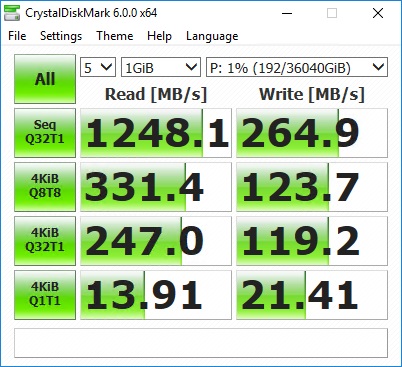 CrystalDiskMark 6.0.0 x64
File Settings Theme Help Language
All 5 1GiB P: 1% (192/36040GiB)
Read [MB/s] Write [MB/s]
Seq
Q32T1 1248.1 264.9
4KiB
Q8T8 331.4 123.7
4KiB
Q32T1 247.0 119.2
4KiB
Q1T1 13.91 21.41